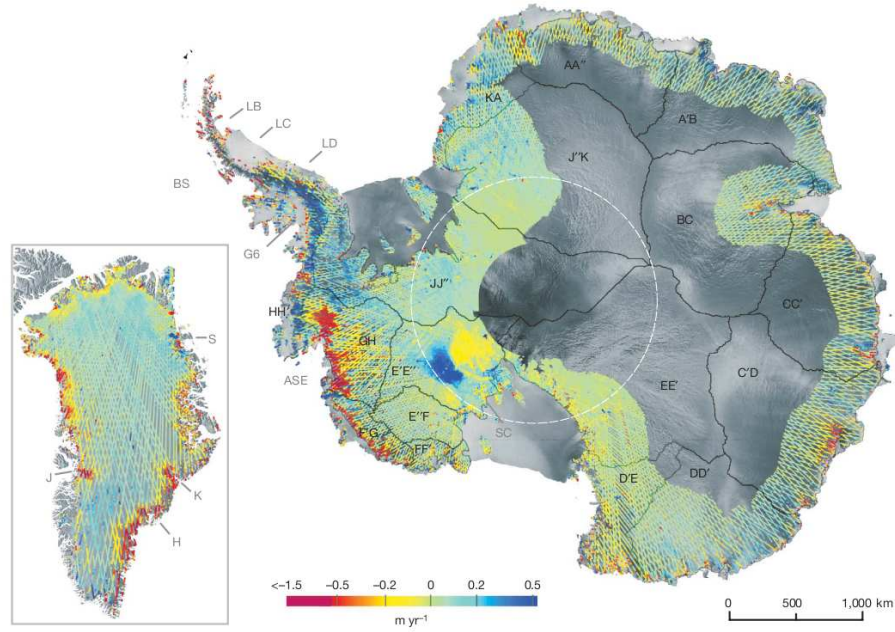 AA″
KA
LB
A′B
LC
LD
J″K
BS
BC
G6
JJ″
CC′
HH′
S
GH
E′E″
C′D
ASE
EE′
E″F
SC
FF′
J
K
D′E
DD′
H
<–1.5 –0.5 –0.2 0 0.2 0.5
m yr⁻¹
0 500 1,000 km